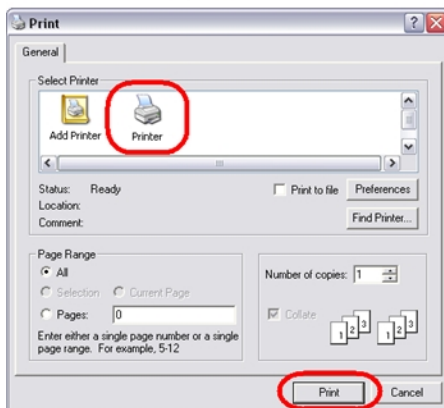 Print
General
Select Printer
Add Printer
Printer
Status: Ready
Location:
Comment:
Print to file
Preferences
Find Printer...
Page Range
All
Selection Current Page
Pages: 0
Enter either a single page number or a single
page range. For example, 5-12
Number of copies: 1
Collate
1 2 3 1 2 3
Print Cancel